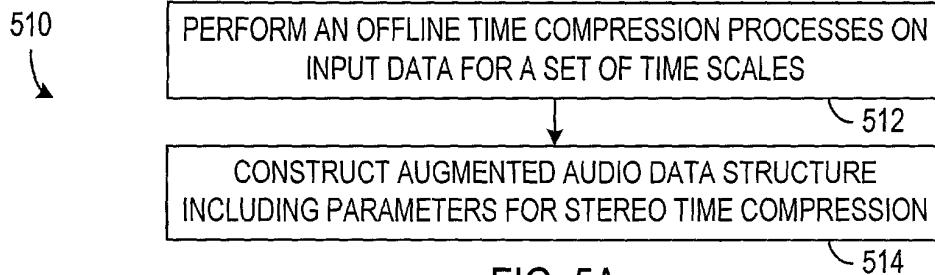 510
PERFORM AN OFFLINE TIME COMPRESSION PROCESSES ON
INPUT DATA FOR A SET OF TIME SCALES
512
CONSTRUCT AUGMENTED AUDIO DATA STRUCTURE
INCLUDING PARAMETERS FOR STEREO TIME COMPRESSION
514
FIG. 5A